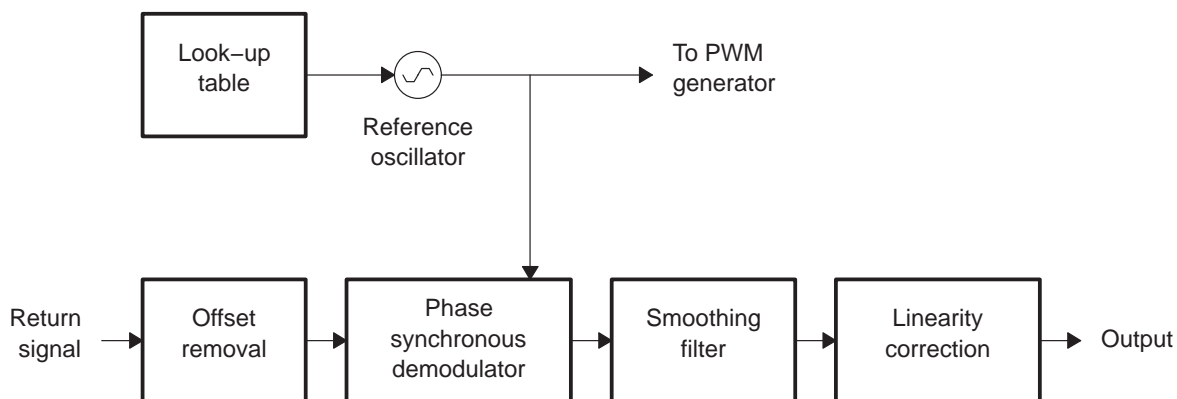 Look−up
table
Reference
oscillator
To PWM
generator
Return
signal
Offset
removal
Phase
synchronous
demodulator
Smoothing
filter
Linearity
correction
Output